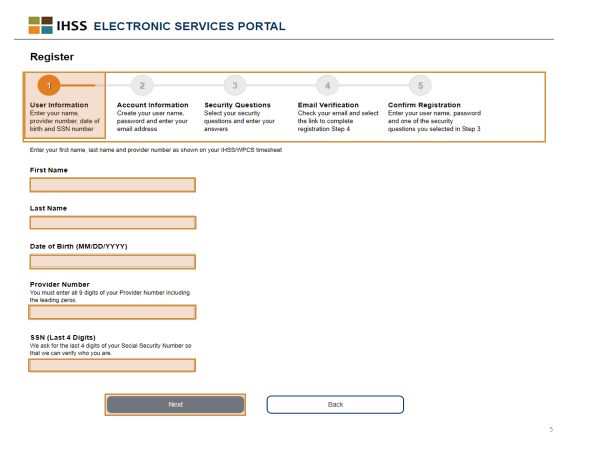 IHSS ELECTRONIC SERVICES PORTAL
Register
1
2
3
4
5
User Information
Enter your name,
provider number, date of
birth and SSN number
Account Information
Create your user name,
password and enter your
email address
Security Questions
Select your security
questions and enter your
answers
Email Verification
Check your email and select
the link to complete
registration Step 4
Confirm Registration
Enter your user name, password
and one of the security
questions you selected in Step 3
Enter your first name, last name and provider number as shown on your IHSS/WPCS timesheet
First Name
Last Name
Date of Birth (MM/DD/YYYY)
Provider Number
You must enter all 9 digits of your Provider Number including
the leading zeros.
SSN (Last 4 Digits)
We ask for the last 4 digits of your Social Security Number so
that we can verify who you are.
Next
Back
5